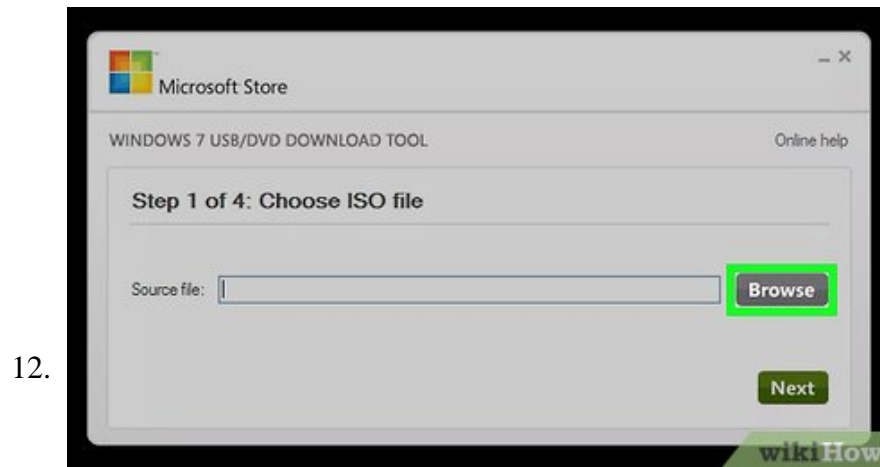 Microsoft Store
WINDOWS 7 USB/DVD DOWNLOAD TOOL Online help
Step 1 of 4: Choose ISO file
Source file: Browse
12.
Next
wikiHow